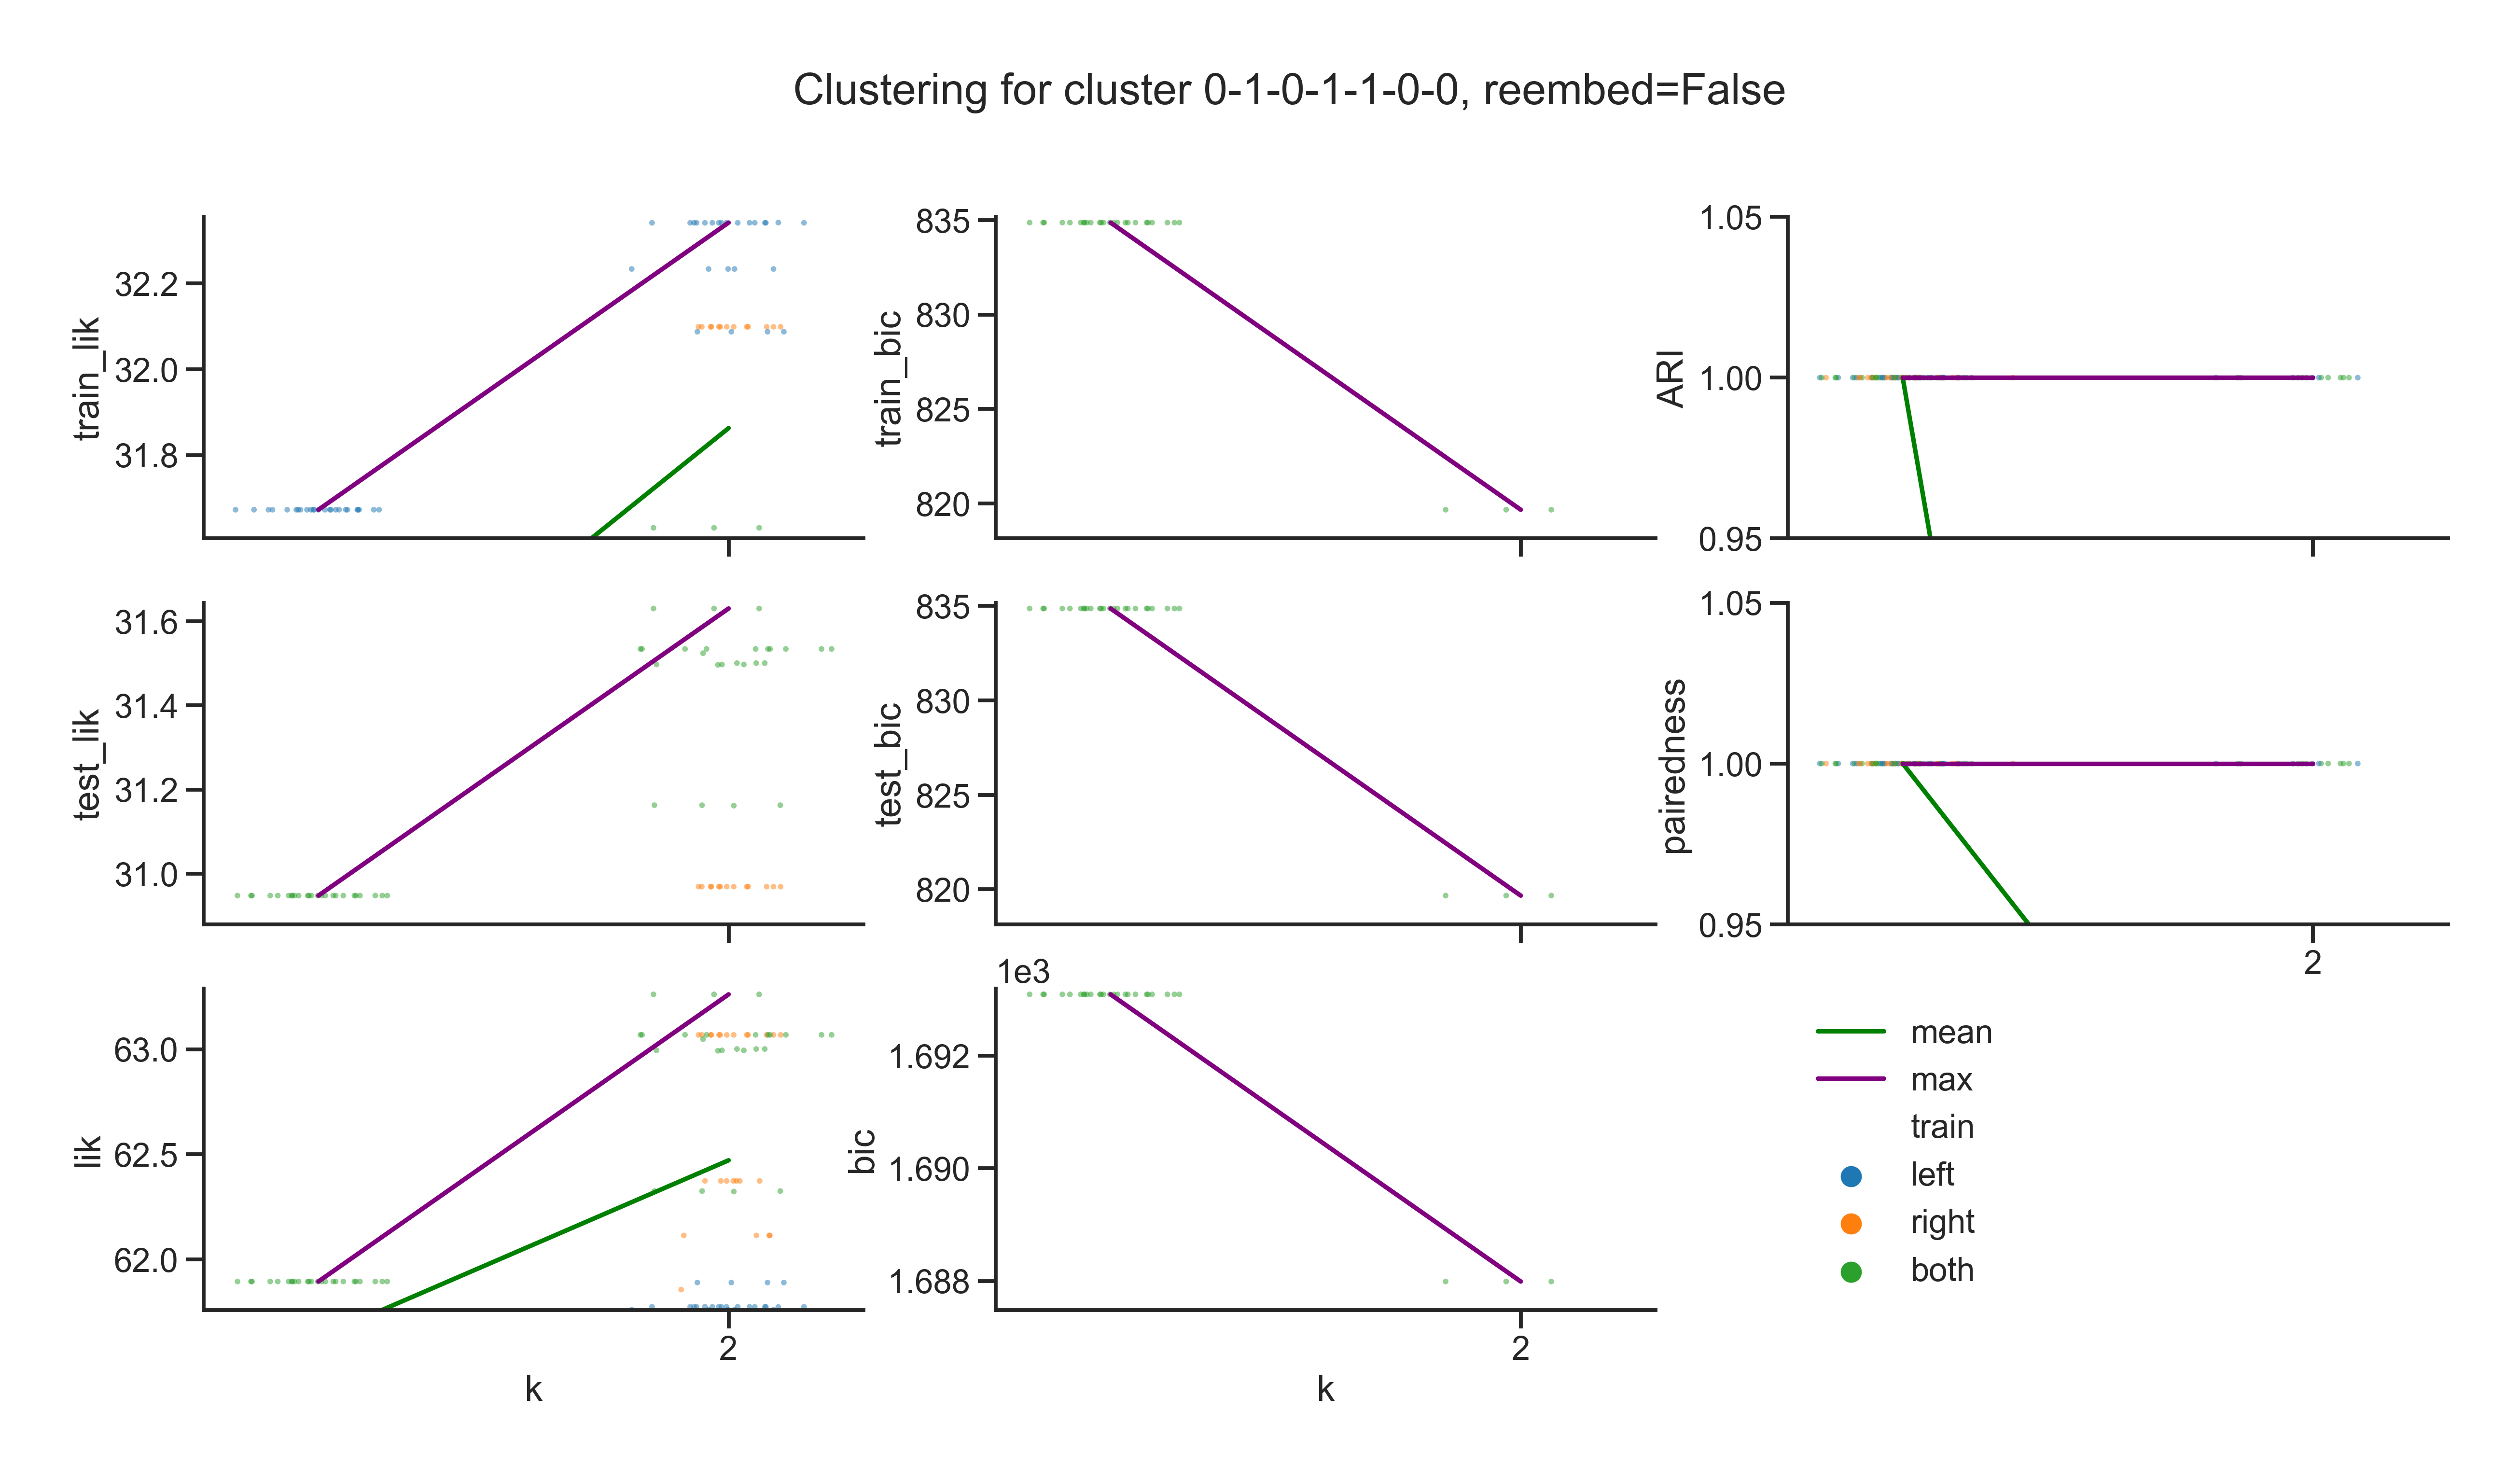 Clustering for cluster 0-1-0-1-1-0-0, reembed=False
train_lik
32.2
32.0
31.8
train_bic
835
830
825
820
ARI
1.05
1.00
0.95
test_lik
31.6
31.4
31.2
31.0
test_bic
835
830
825
820
pairedness
1.05
1.00
0.95
2
lik
63.0
62.5
62.0
2
k
1e3
bic
1.692
1.690
1.688
2
k
mean
max
train
left
right
both